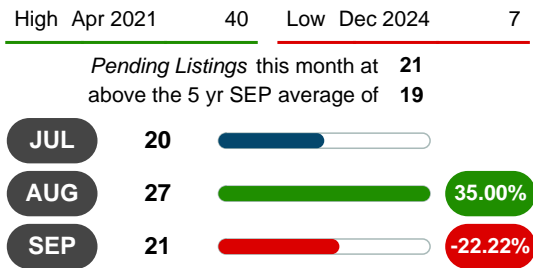 High Apr 2021 40 Low Dec 2024 7
Pending Listings this month at 21
above the 5 yr SEP average of 19
JUL 20
AUG 27 35.00%
SEP 21 -22.22%